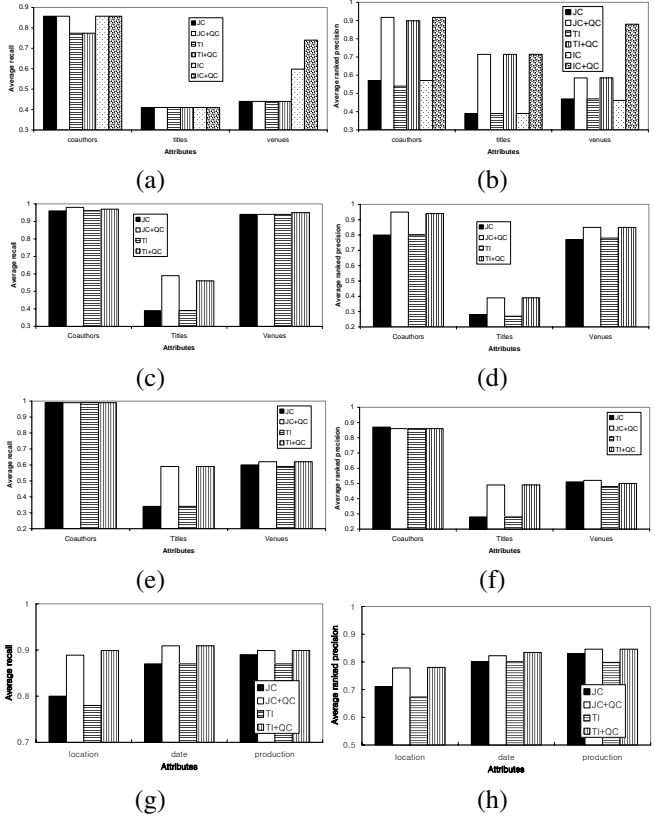 Average recall
0.9
0.8
0.7
0.6
0.5
0.4
0.3
coauthors titles venues
Attributes
JC
JC+QC
TI
TI+QC
IC
IC+QC
(a)
Average ranked precision
1
0.9
0.8
0.7
0.6
0.5
0.4
0.3
coauthors titles venues
Attributes
JC
JC+QC
TI
TI+QC
IC
IC+QC
(b)
Average recall
1
0.9
0.8
0.7
0.6
0.5
0.4
0.3
Coauthors Titles Venues
Attributes
JC
JC+QC
TI
TI+QC
(c)
Average ranked precision
1
0.9
0.8
0.7
0.6
0.5
0.4
0.3
0.2
Coauthors Titles Venues
Attributes
JC
JC+QC
TI
TI+QC
(d)
Average recall
1
0.9
0.8
0.7
0.6
0.5
0.4
0.3
0.2
Coauthors Titles Venues
Attributes
JC
JC+QC
TI
TI+QC
(e)
Average ranked precision
1
0.9
0.8
0.7
0.6
0.5
0.4
0.3
0.2
Coauthors Titles Venues
Attributes
JC
JC+QC
TI
TI+QC
(f)
Average recall
1
0.9
0.8
0.7
location date production
Attributes
JC
JC+QC
TI
TI+QC
(g)
Average ranked precision
1
0.9
0.8
0.7
0.6
0.5
location date production
Attributes
JC
JC+QC
TI
TI+QC
(h)